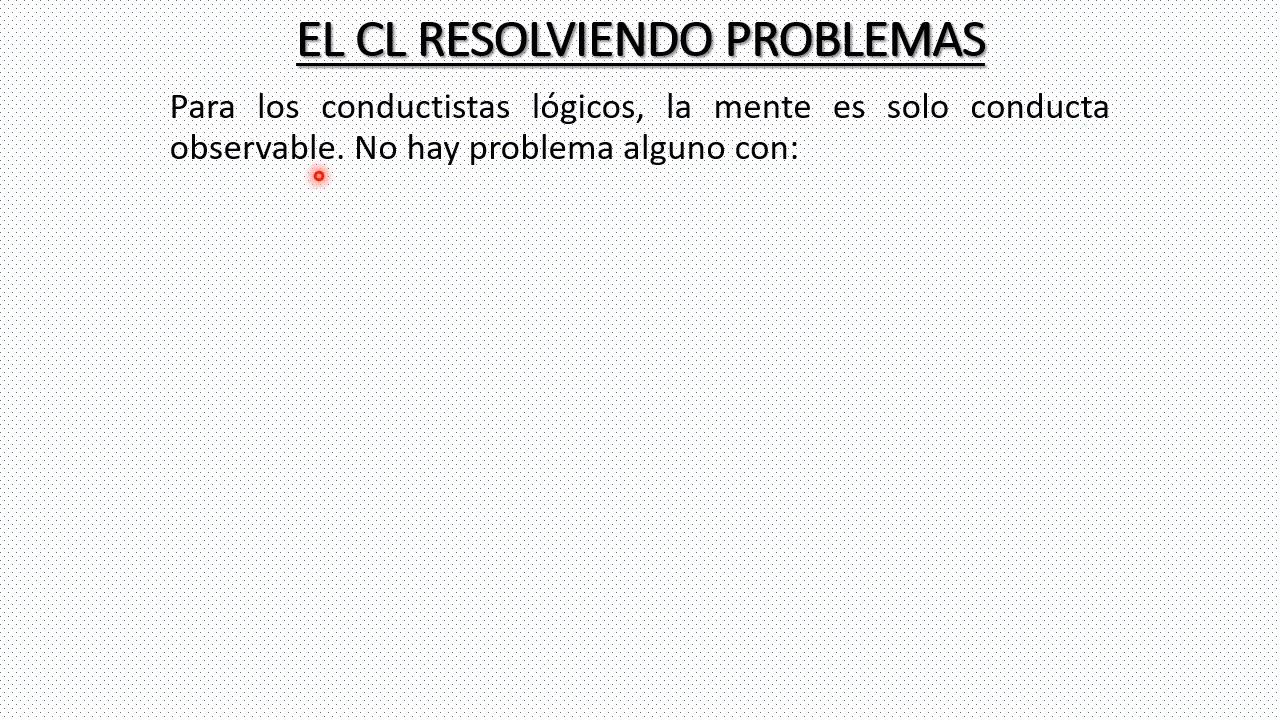 EL CL RESOLVIENDO PROBLEMAS
Para los conductistas lógicos, la mente es solo conducta
observable. No hay problema alguno con: